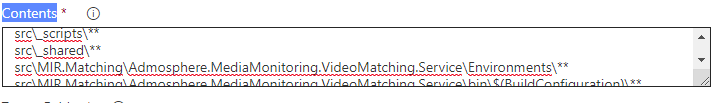 Contents *
src\_scripts\**
src\_shared\**
src\MIR.Matching\Admosphere.MediaMonitoring.VideoMatching.Service\Environments\**
src\MIR.Matching\Admosphere.MediaMonitoring.VideoMatching.Service\bin\$(BuildConfiguration)\**